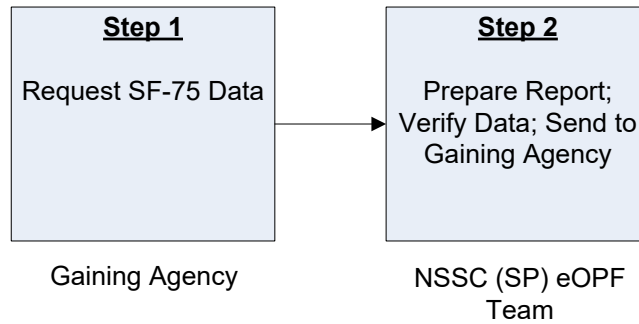 Step 1
Request SF-75 Data
Gaining Agency
Step 2
Prepare Report;
Verify Data; Send to
Gaining Agency
NSSC (SP) eOPF
Team